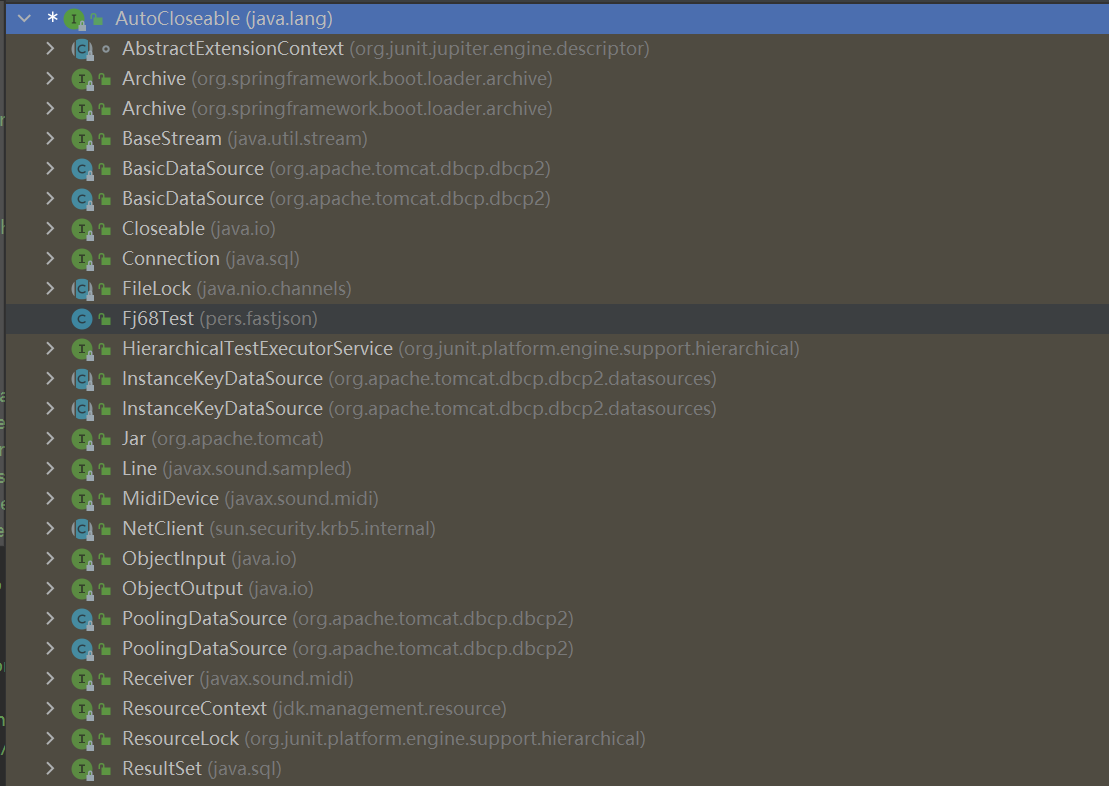 * AutoCloseable (java.lang)
AbstractExtensionContext (org.junit.jupiter.engine.descriptor)
Archive (org.springframework.boot.loader.archive)
Archive (org.springframework.boot.loader.archive)
BaseStream (java.util.stream)
BasicDataSource (org.apache.tomcat.dbcp.dbcp2)
BasicDataSource (org.apache.tomcat.dbcp.dbcp2)
Closeable (java.io)
Connection (java.sql)
FileLock (java.nio.channels)
Fj68Test (pers.fastjson)
HierarchicalTestExecutorService (org.junit.platform.engine.support.hierarchical)
InstanceKeyDataSource (org.apache.tomcat.dbcp.dbcp2.datasources)
InstanceKeyDataSource (org.apache.tomcat.dbcp.dbcp2.datasources)
Jar (org.apache.tomcat)
Line (javax.sound.sampled)
MidiDevice (javax.sound.midi)
NetClient (sun.security.krb5.internal)
ObjectInput (java.io)
ObjectOutput (java.io)
PoolingDataSource (org.apache.tomcat.dbcp.dbcp2)
PoolingDataSource (org.apache.tomcat.dbcp.dbcp2)
Receiver (javax.sound.midi)
ResourceContext (jdk.management.resource)
ResourceLock (org.junit.platform.engine.support.hierarchical)
ResultSet (java.sql)